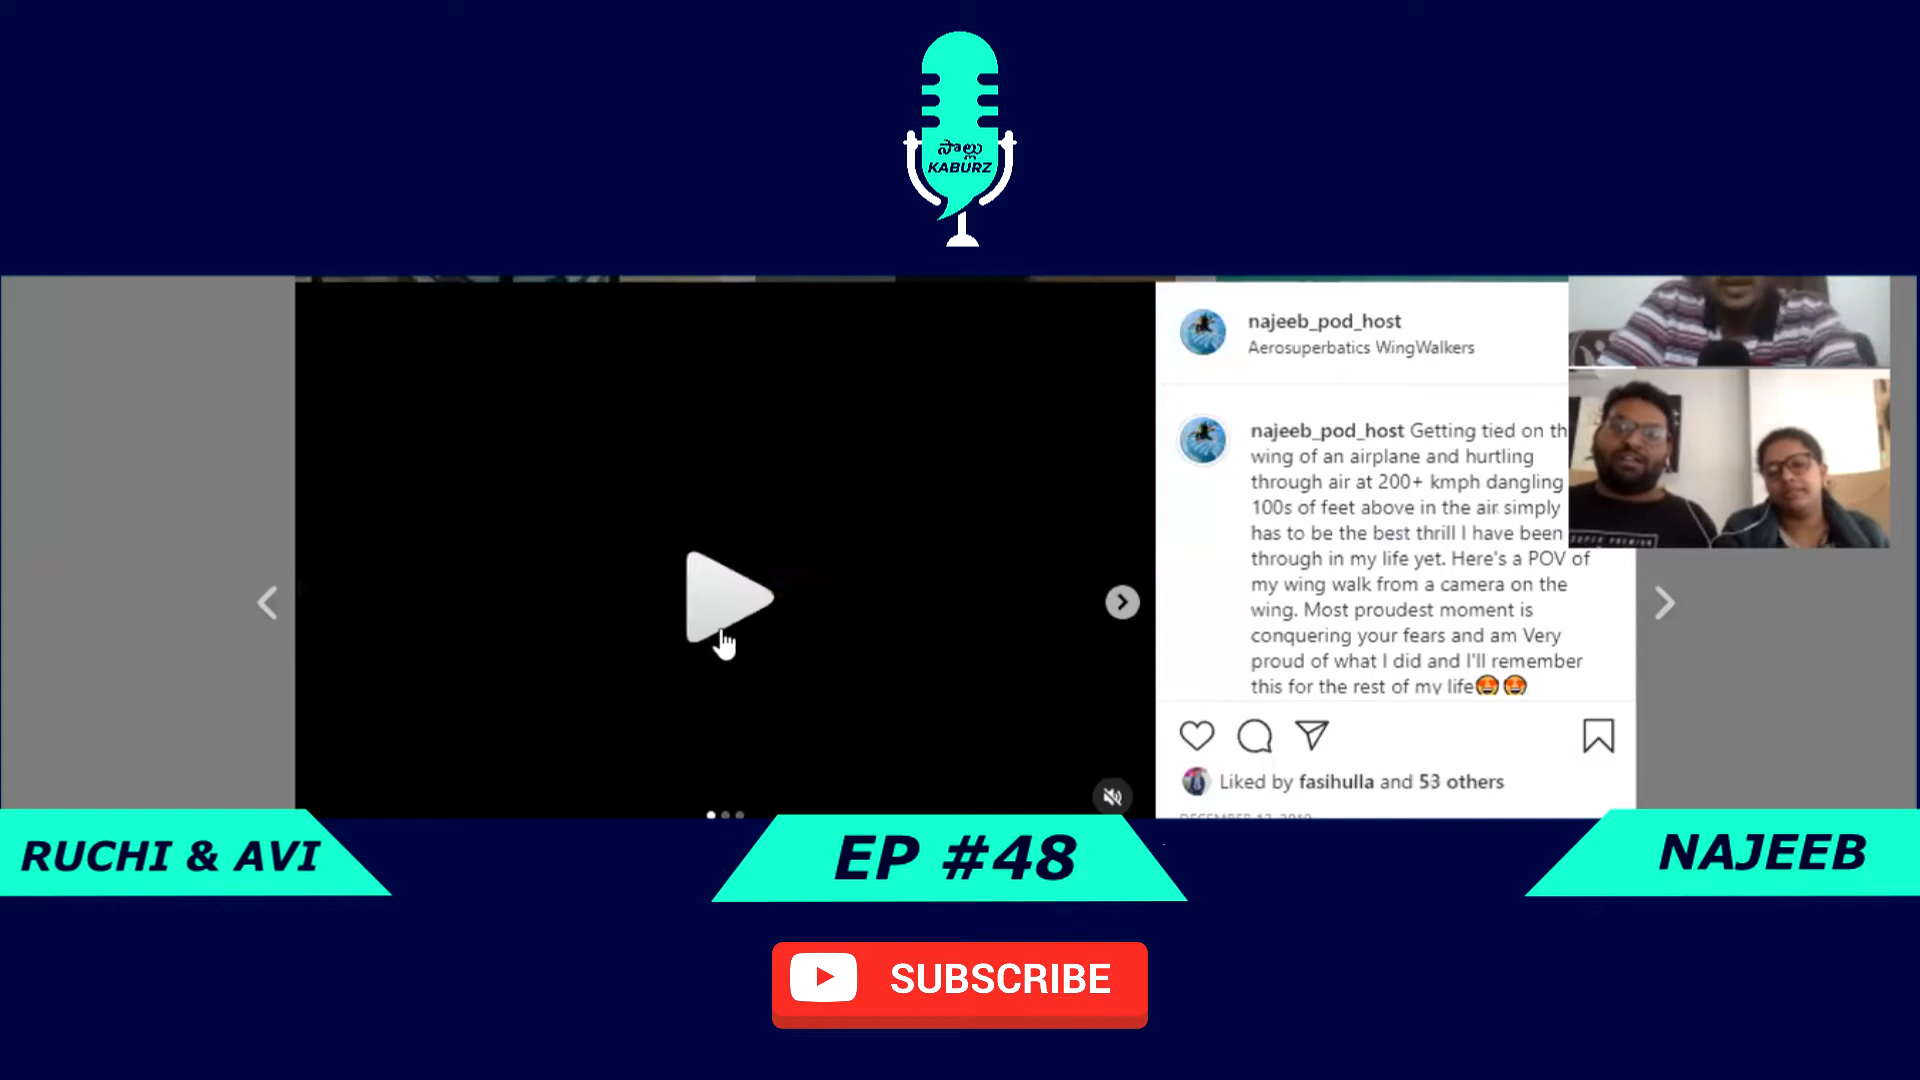 సొల్లు
KABURZ
najeeb_pod_host
Aerosuperbatics WingWalkers
najeeb_pod_host Getting tied on th
wing of an airplane and hurtling
through air at 200+ kmph dangling
100s of feet above in the air simply
has to be the best thrill I have been
through in my life yet. Here's a POV of
my wing walk from a camera on the
wing. Most proudest moment is
conquering your fears and am Very
proud of what I did and I'll remember
this for the rest of my life🤩🤩
SUPER PREMIUM
Liked by fasihulla and 53 others
RUCHI & AVI
EP #48
NAJEEB
SUBSCRIBE